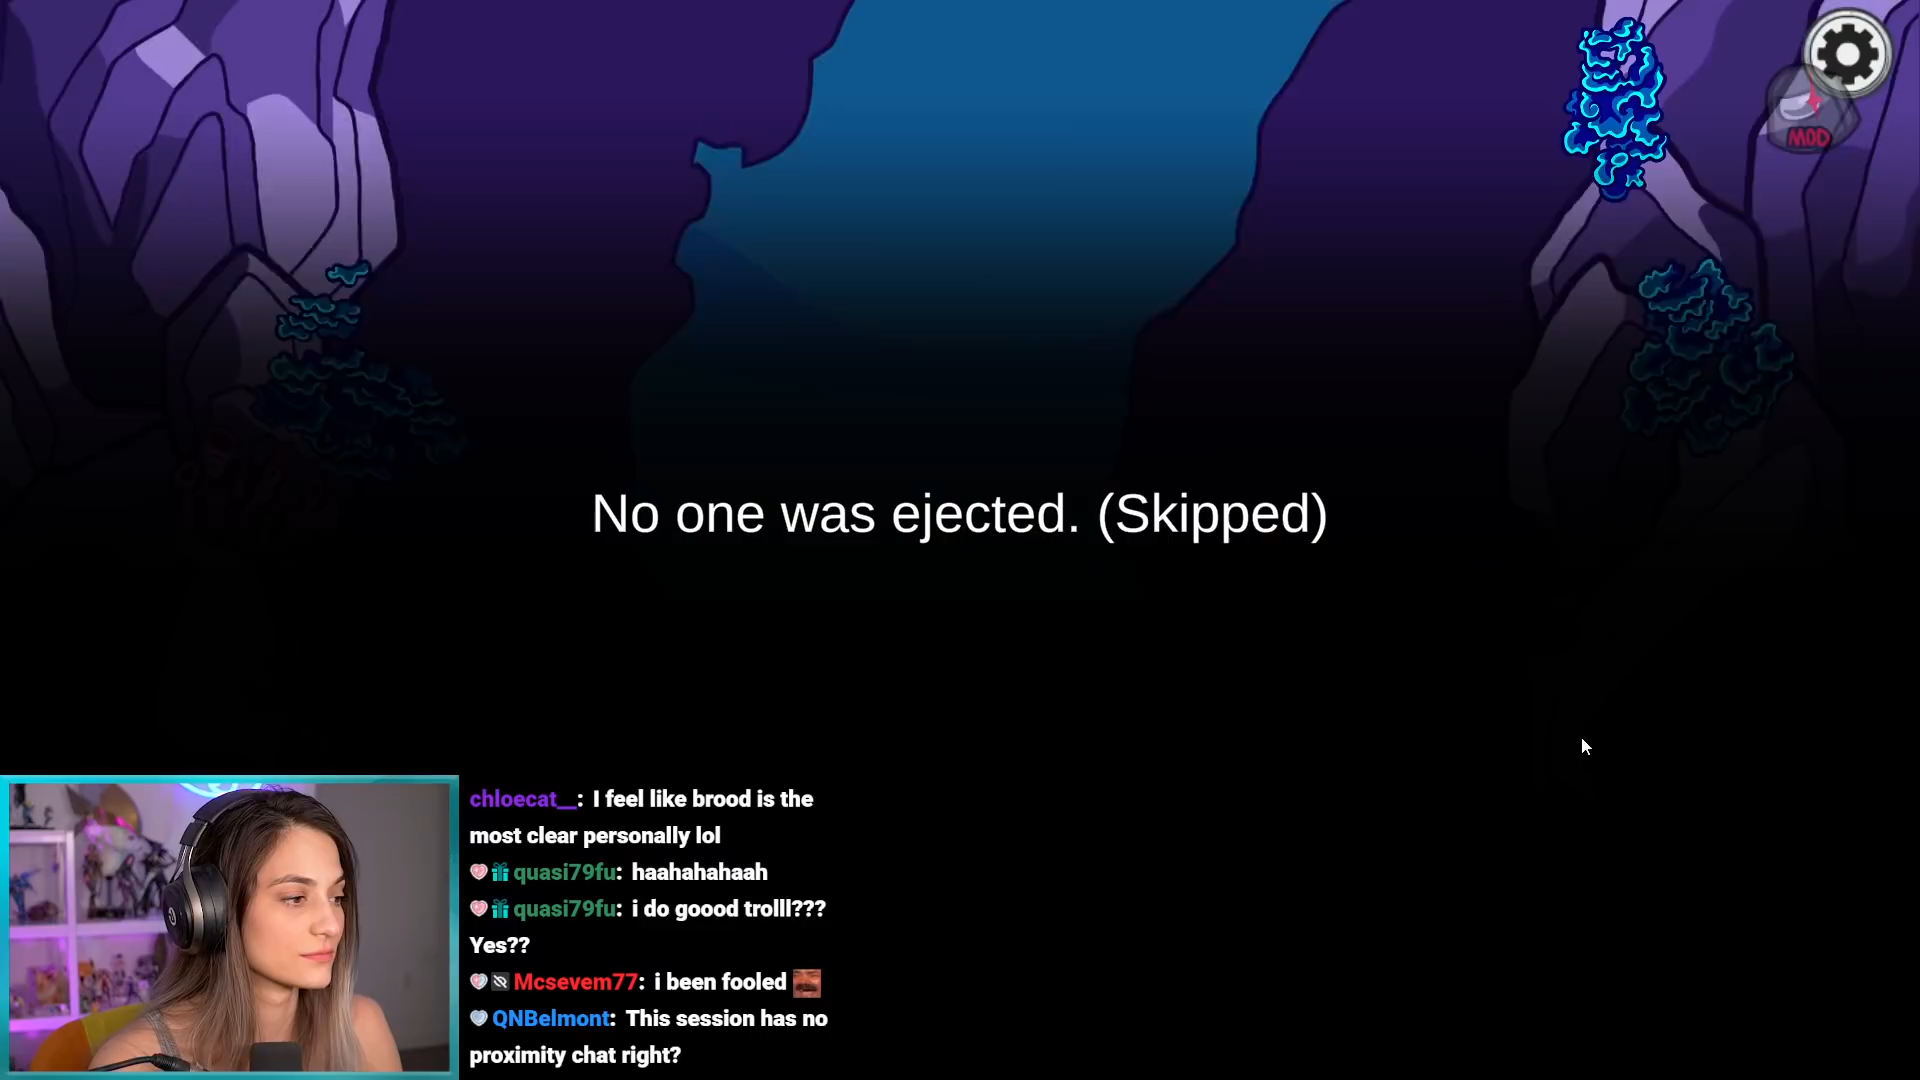 MOD
No one was ejected. (Skipped)
chloecat__: I feel like brood is the
most clear personally lol
quasi79fu: haahahahaah
quasi79fu: i do goood trolll???
Yes??
Mcsevem77: i been fooled
QNBelmont: This session has no
proximity chat right?